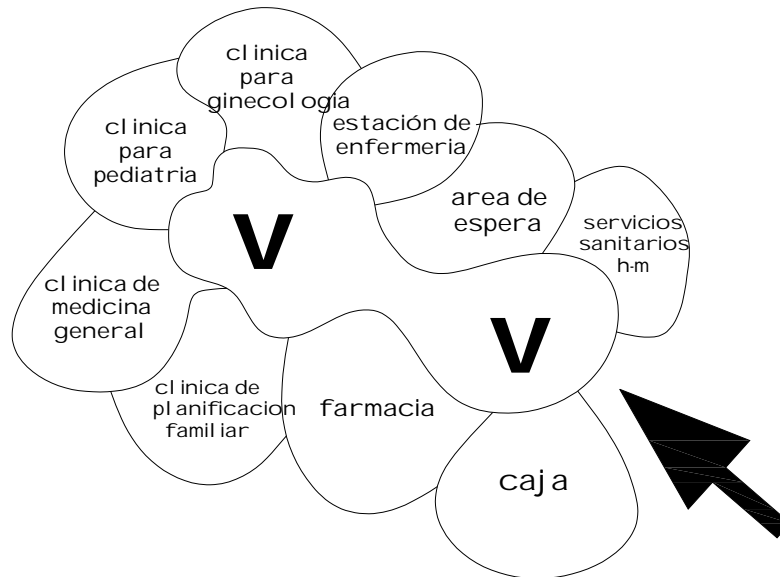 clinica
para
ginecologia
estación de
enfermeria
clinica
para
pediatria
area de
espera
servicios
sanitarios
h-m
V
clinica de
medicina
general
V
clinica de
planificacion
familiar
farmacia
caja